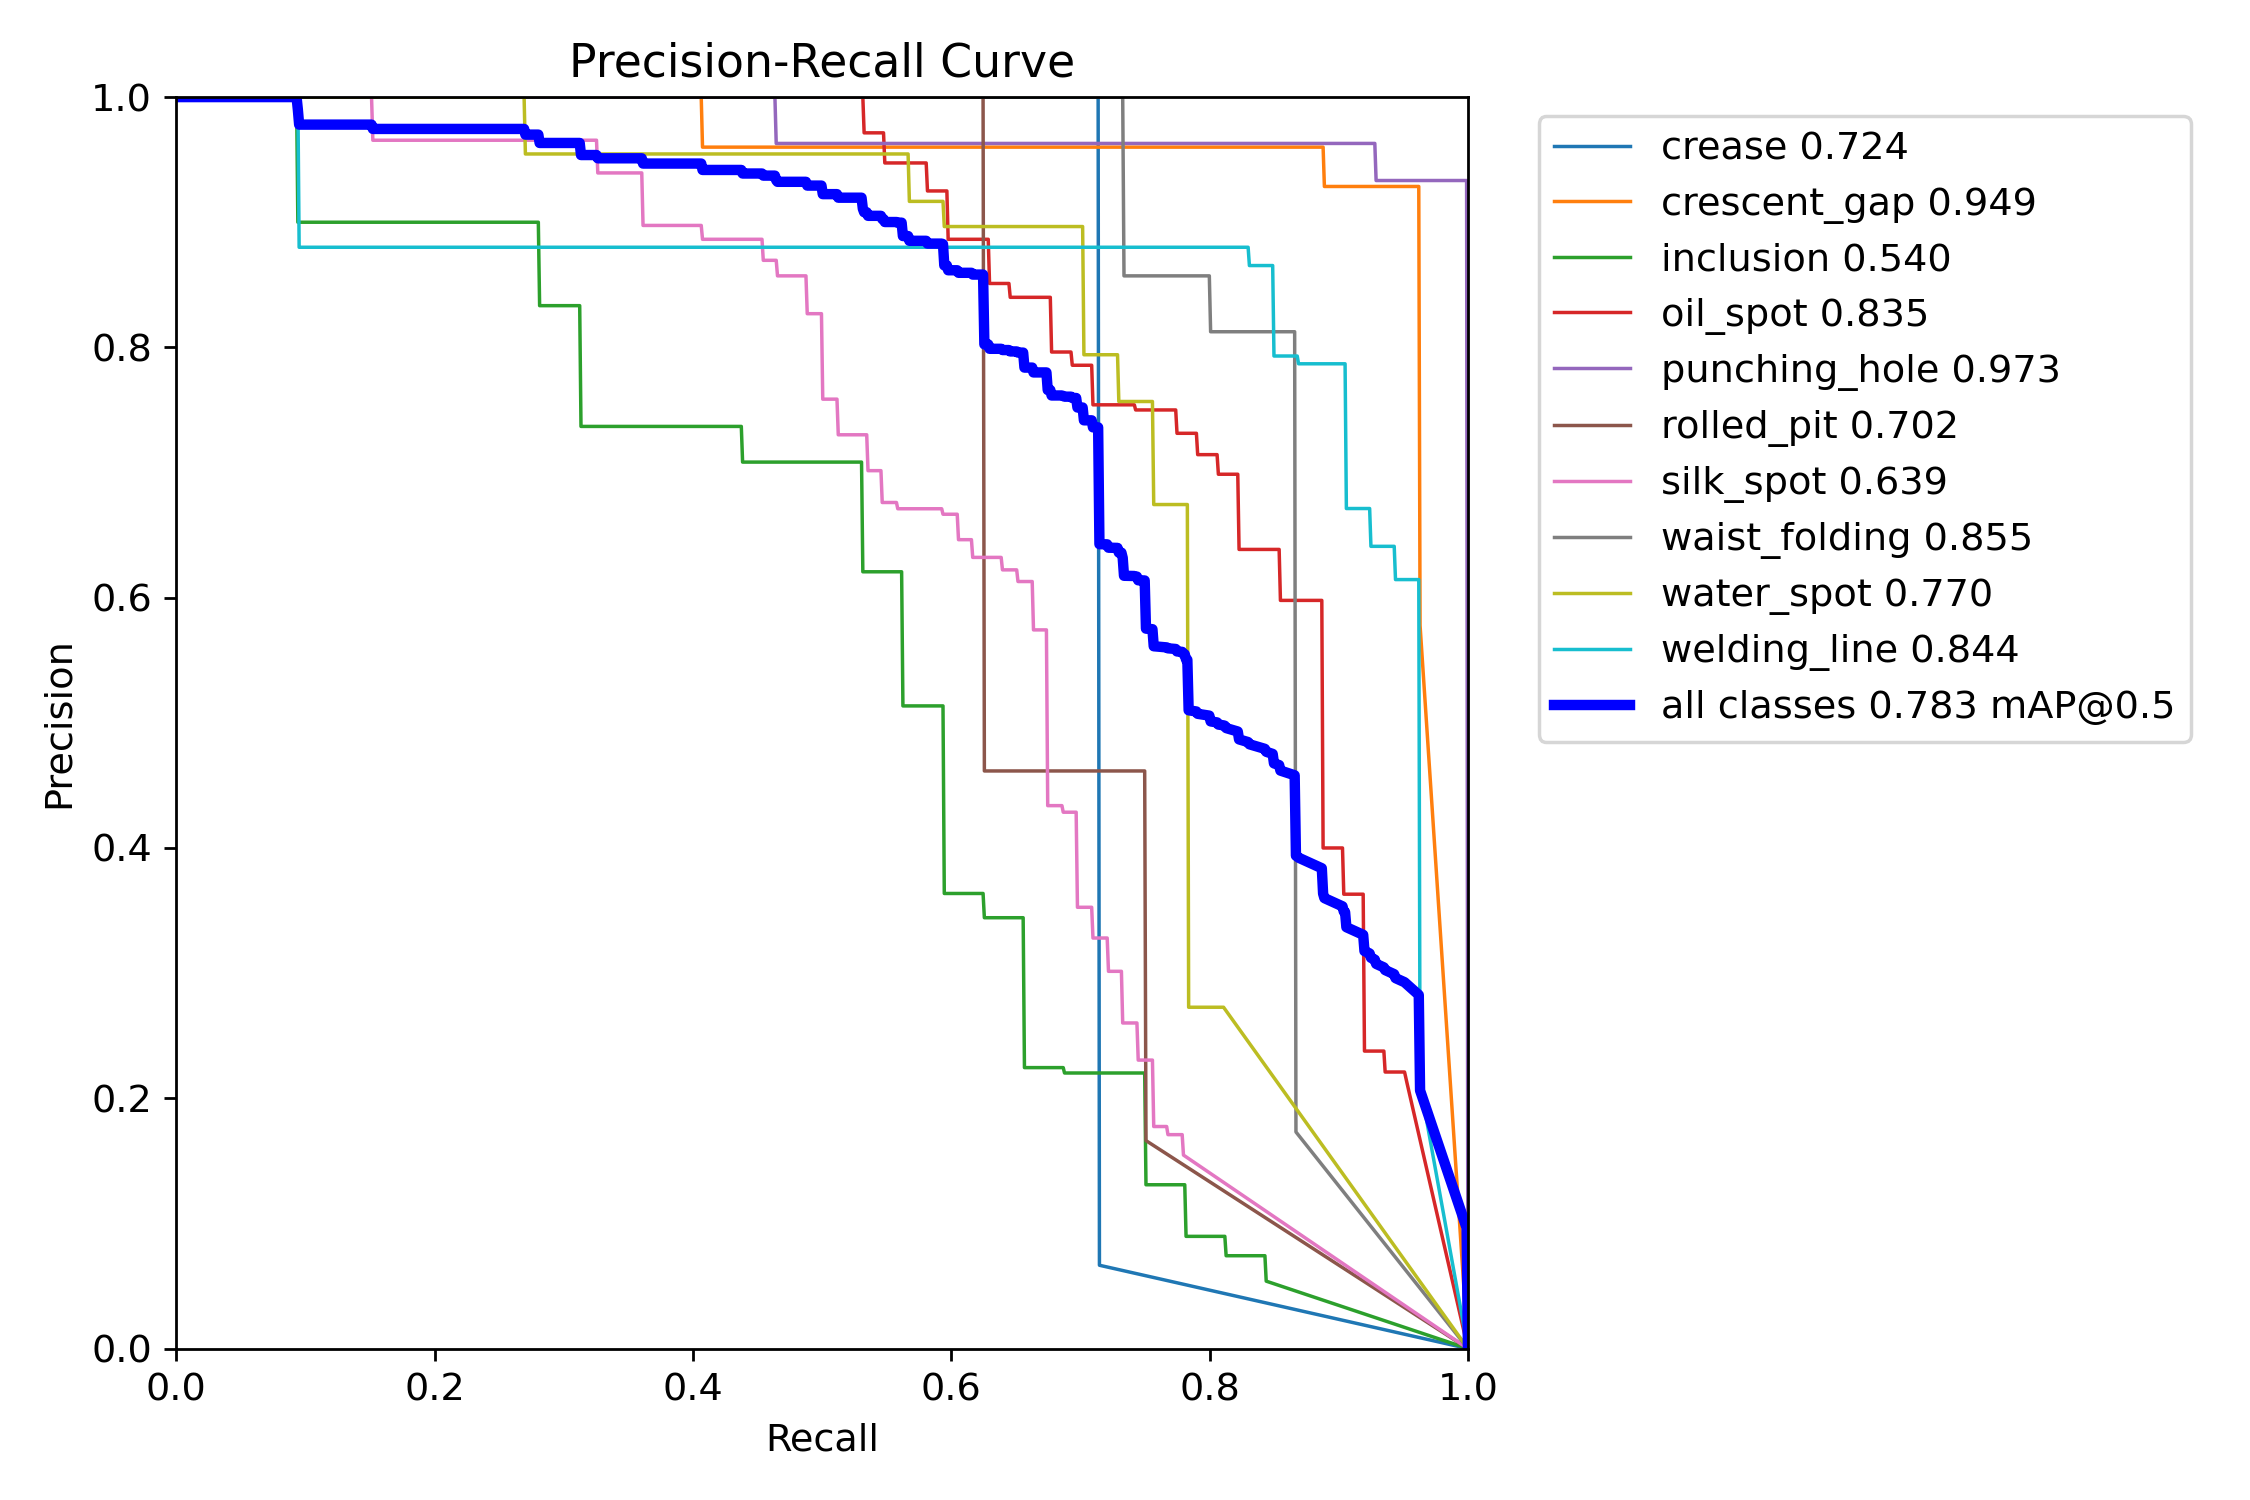 Precision-Recall Curve
1.0
0.8
0.6
0.4
0.2
0.0
Precision
0.0 0.2 0.4 0.6 0.8 1.0
Recall
crease 0.724
crescent_gap 0.949
inclusion 0.540
oil_spot 0.835
punching_hole 0.973
rolled_pit 0.702
silk_spot 0.639
waist_folding 0.855
water_spot 0.770
welding_line 0.844
all classes 0.783 mAP@0.5